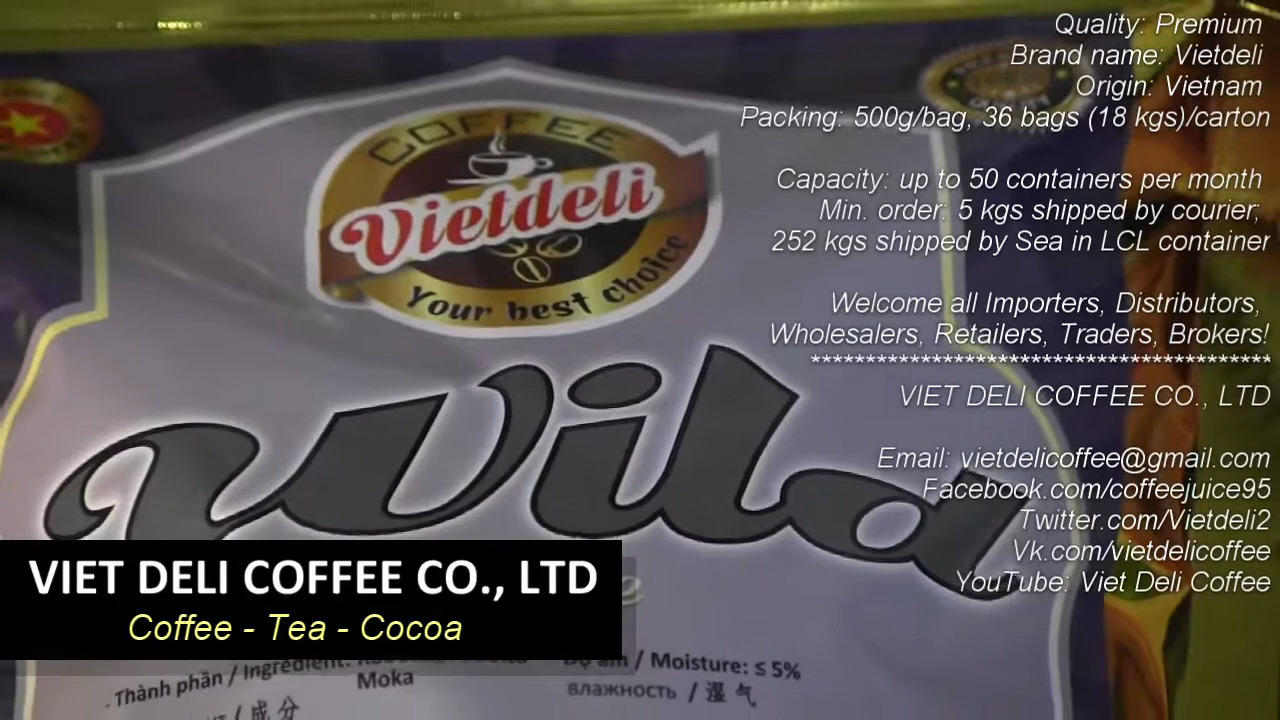 Quality: Premium
Brand name: Vietdeli
Origin: Vietnam
Packing: 500g/bag, 36 bags (18 kgs)/carton
Capacity: up to 50 containers per month
Min. order: 5 kgs shipped by courier;
252 kgs shipped by Sea in LCL container
Welcome all Importers, Distributors,
Wholesalers, Retailers, Traders, Brokers!
******************************************
VIET DELI COFFEE CO., LTD
Email: vietdelicoffee@gmail.com
Facebook.com/coffeejuice95
Twitter.com/Vietdeli2
Vk.com/vietdelicoffee
YouTube: Viet Deli Coffee
COFFEE
Vietdeli
Your best choice
Wild
VIET DELI COFFEE CO., LTD
Coffee - Tea - Cocoa
Thành phần / Ingredient:
Moka
成分
Độ ẩm / Moisture: ≤ 5%
влажность / 湿气